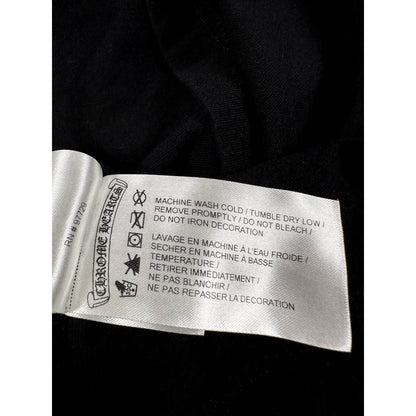 RN # 97729
CHROME HEARTS
MACHINE WASH COLD / TUMBLE DRY LOW /
REMOVE PROMPTLY / DO NOT BLEACH /
DO NOT IRON DECORATION
LAVAGE EN MACHINE À L'EAU FROIDE /
SECHER EN MACHINE À BASSE
TEMPERATURE /
RETIRER IMMÉDIATEMENT /
NE PAS BLANCHIR /
NE PAS REPASSER LA DECORATION